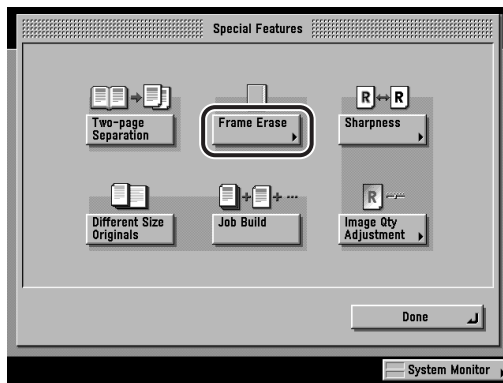 Special Features
R R
Two-page
Separation
Frame Erase
Sharpness
+ + ...
R
Different Size
Originals
Job Build
Image Qty
Adjustment
Done
System Monitor